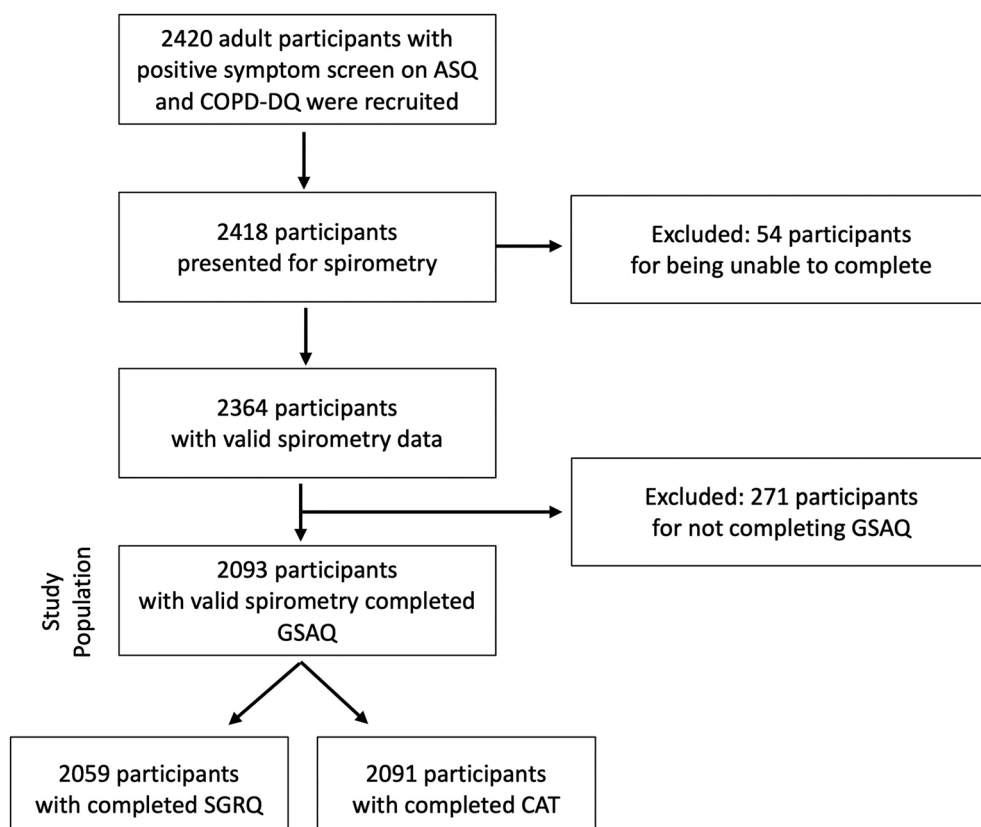 2420 adult participants with
positive symptom screen on ASQ
and COPD-DQ were recruited
2418 participants
presented for spirometry
Excluded: 54 participants
for being unable to complete
2364 participants
with valid spirometry data
Excluded: 271 participants
for not completing GSAQ
Study
Population
2093 participants
with valid spirometry completed
GSAQ
2059 participants
with completed SGRQ
2091 participants
with completed CAT